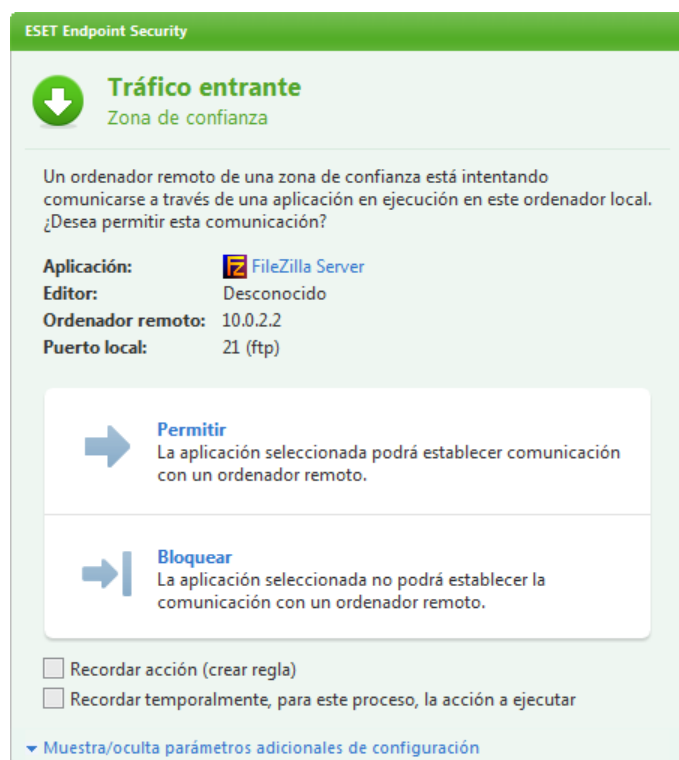 ESET Endpoint Security
Tráfico entrante
Zona de confianza
Un ordenador remoto de una zona de confianza está intentando
comunicarse a través de una aplicación en ejecución en este ordenador local.
¿Desea permitir esta comunicación?
Aplicación: FZ FileZilla Server
Editor: Desconocido
Ordenador remoto: 10.0.2.2
Puerto local: 21 (ftp)
Permitir
La aplicación seleccionada podrá establecer comunicación
con un ordenador remoto.
Bloquear
La aplicación seleccionada no podrá establecer la
comunicación con un ordenador remoto.
Recordar acción (crear regla)
Recordar temporalmente, para este proceso, la acción a ejecutar
Muestra/oculta parámetros adicionales de configuración